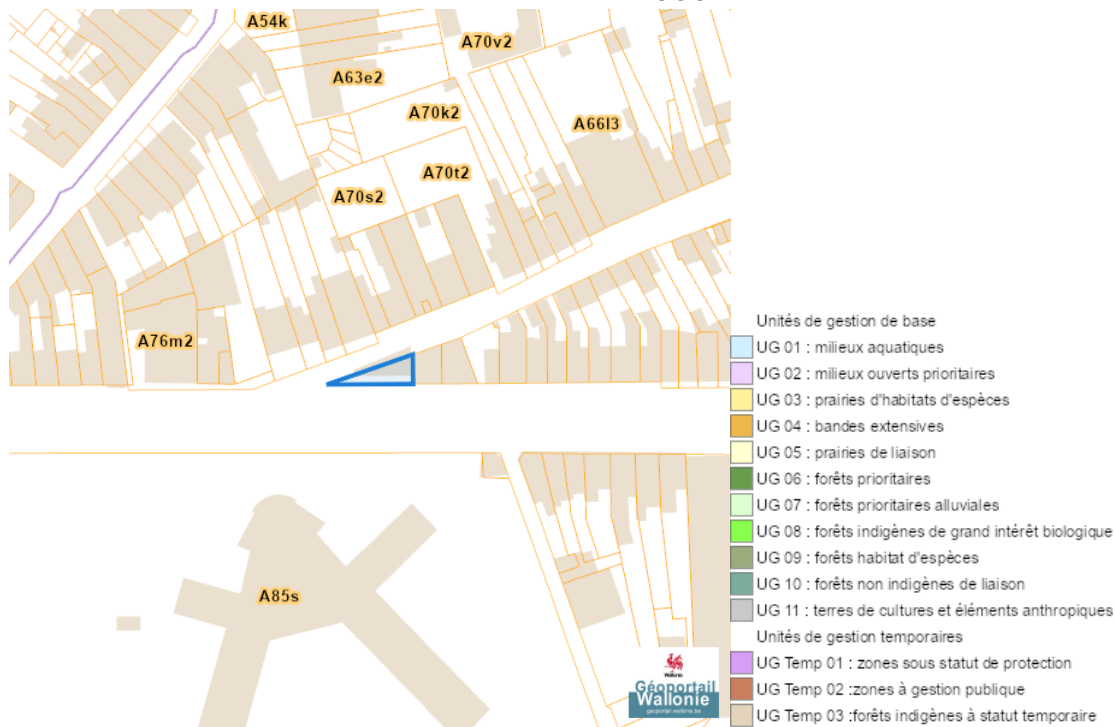 A54k
A70v2
A63e2
A70k2
A66l3
A70t2
A70s2
A76m2
A85s
Wallonie
Géoportail
Wallonie
geoportail.wallonie.be
Unités de gestion de base
UG 01 : milieux aquatiques
UG 02 : milieux ouverts prioritaires
UG 03 : prairies d'habitats d'espèces
UG 04 : bandes extensives
UG 05 : prairies de liaison
UG 06 : forêts prioritaires
UG 07 : forêts prioritaires alluviales
UG 08 : forêts indigènes de grand intérêt biologique
UG 09 : forêts habitat d'espèces
UG 10 : forêts non indigènes de liaison
UG 11 : terres de cultures et éléments anthropiques
Unités de gestion temporaires
UG Temp 01 : zones sous statut de protection
UG Temp 02 :zones à gestion publique
UG Temp 03 :forêts indigènes à statut temporaire